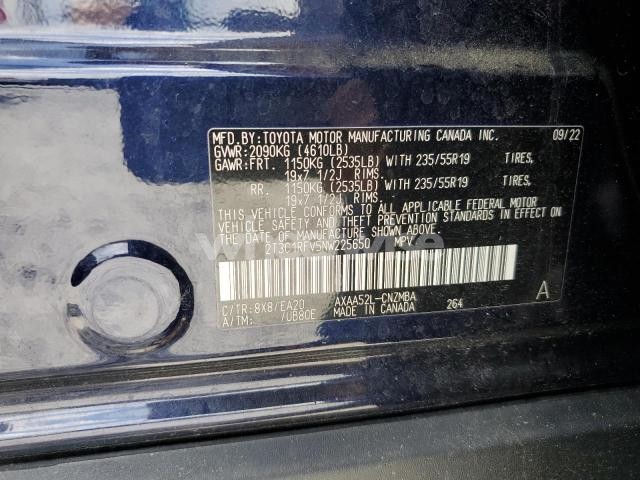 MFD.BY:TOYOTA MOTOR MANUFACTURING CANADA INC. 09/22
GVWR:2090KG (4610LB)
GAWR:FRT. 1150KG (2535LB) WITH 235/55R19 TIRES,
19x7 1/2J RIMS.
RR. 1150KG (2535LB) WITH 235/55R19 TIRES,
19x7 1/2J RIMS.
THIS VEHICLE CONFORMS TO ALL APPLICABLE FEDERAL MOTOR
VEHICLE SAFETY AND THEFT PREVENTION STANDARDS IN EFFECT ON
THE DATE OF MANUFACTURE SHOWN ABOVE.
2T3C1RFV5NW225650 MPV
C/TR:8X8/EA20 AXAA52L-CNZMBA A
A/TM: /UB80E MADE IN CANADA 264